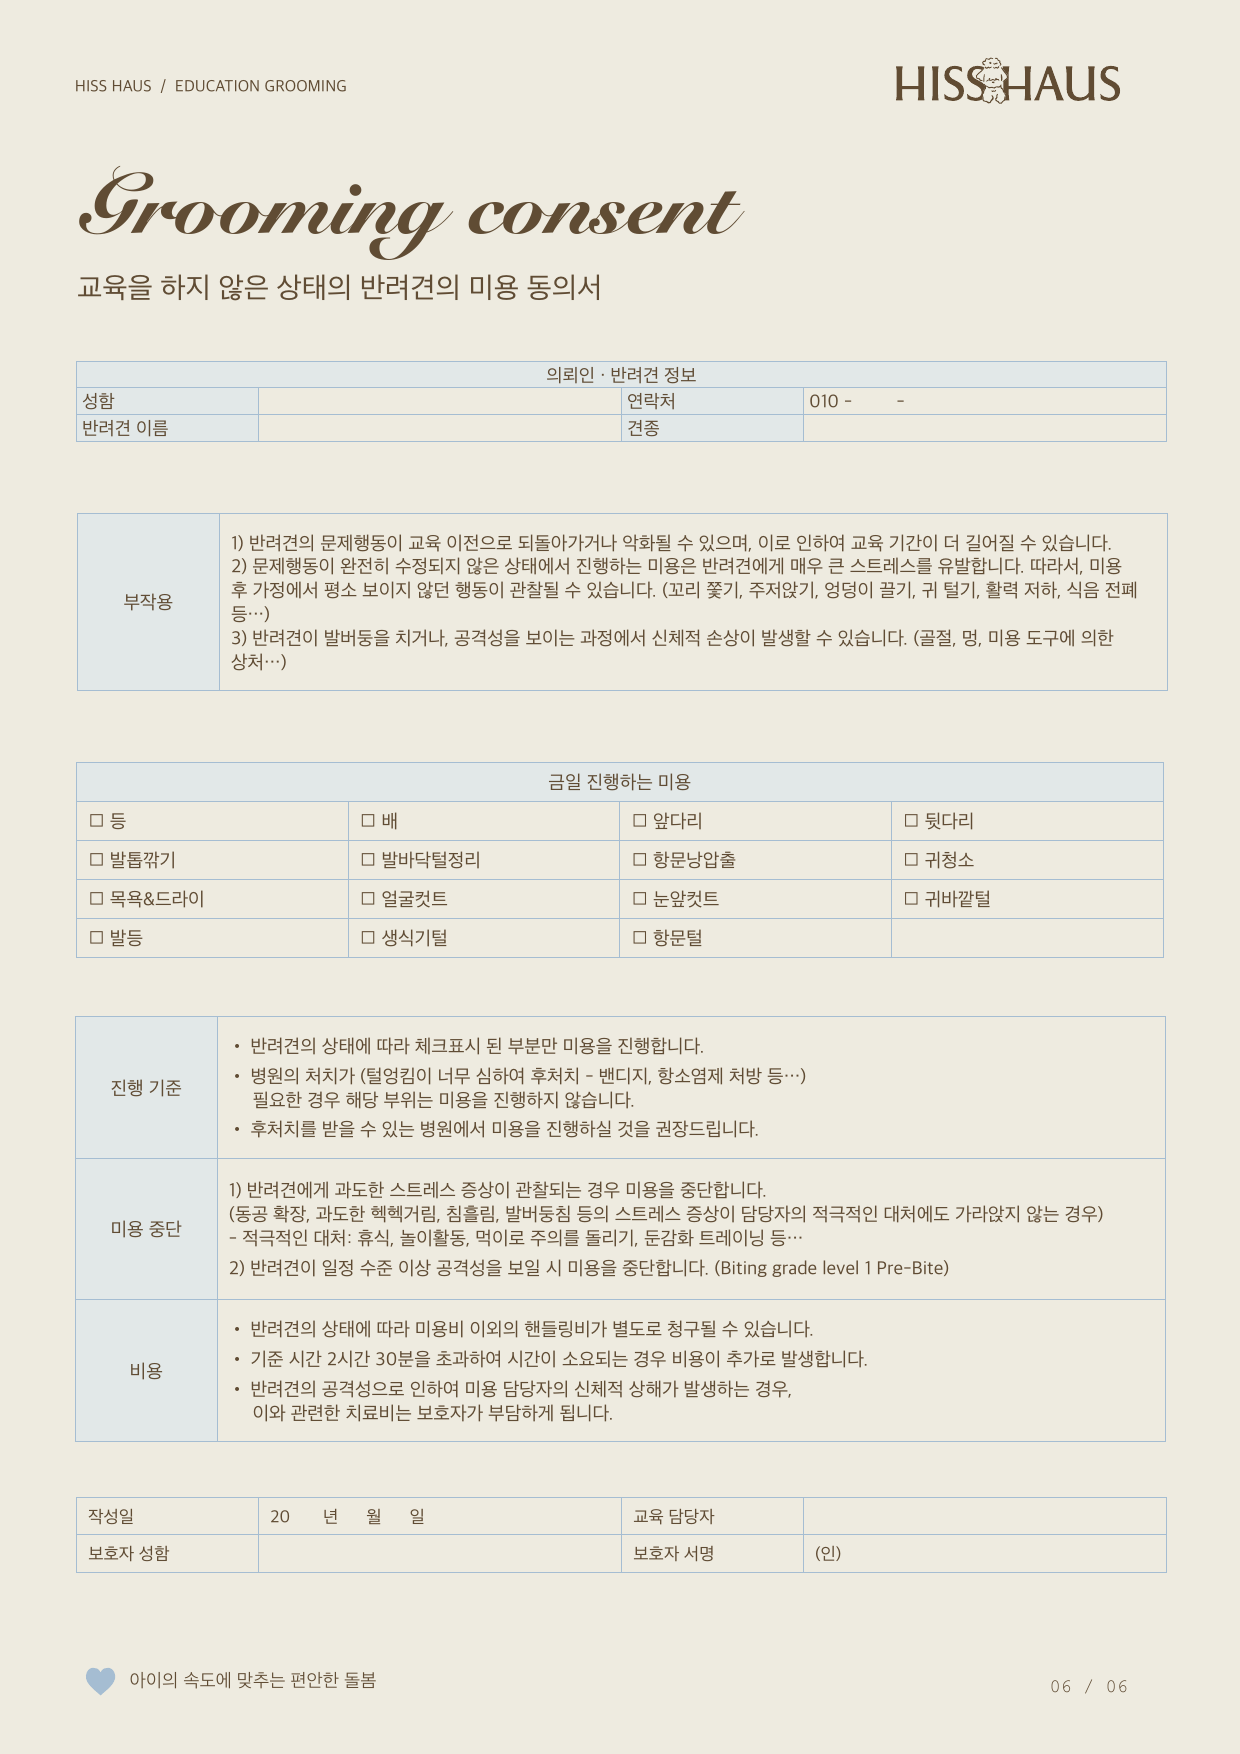 HISS HAUS / EDUCATION GROOMING
HISS HAUS
Grooming consent
교육을 하지 않은 상태의 반려견의 미용 동의서
의뢰인 · 반려견 정보
성함 연락처 010 - -
반려견 이름 견종
부작용
1) 반려견의 문제행동이 교육 이전으로 되돌아가거나 악화될 수 있으며, 이로 인하여 교육 기간이 더 길어질 수 있습니다.
2) 문제행동이 완전히 수정되지 않은 상태에서 진행하는 미용은 반려견에게 매우 큰 스트레스를 유발합니다. 따라서, 미용
후 가정에서 평소 보이지 않던 행동이 관찰될 수 있습니다. (꼬리 쫓기, 주저앉기, 엉덩이 끌기, 귀 털기, 활력 저하, 식음 전폐
등…)
3) 반려견이 발버둥을 치거나, 공격성을 보이는 과정에서 신체적 손상이 발생할 수 있습니다. (골절, 멍, 미용 도구에 의한
상처…)
금일 진행하는 미용
☐ 등 ☐ 배 ☐ 앞다리 ☐ 뒷다리
☐ 발톱깎기 ☐ 발바닥털정리 ☐ 항문낭압출 ☐ 귀청소
☐ 목욕&드라이 ☐ 얼굴컷트 ☐ 눈앞컷트 ☐ 귀바깥털
☐ 발등 ☐ 생식기털 ☐ 항문털
진행 기준
• 반려견의 상태에 따라 체크표시 된 부분만 미용을 진행합니다.
• 병원의 처치가 (털엉킴이 너무 심하여 후처치 - 밴디지, 항소염제 처방 등…)
필요한 경우 해당 부위는 미용을 진행하지 않습니다.
• 후처치를 받을 수 있는 병원에서 미용을 진행하실 것을 권장드립니다.
미용 중단
1) 반려견에게 과도한 스트레스 증상이 관찰되는 경우 미용을 중단합니다.
(동공 확장, 과도한 헥헥거림, 침흘림, 발버둥침 등의 스트레스 증상이 담당자의 적극적인 대처에도 가라앉지 않는 경우)
- 적극적인 대처: 휴식, 놀이활동, 먹이로 주의를 돌리기, 둔감화 트레이닝 등…
2) 반려견이 일정 수준 이상 공격성을 보일 시 미용을 중단합니다. (Biting grade level 1 Pre-Bite)
비용
• 반려견의 상태에 따라 미용비 이외의 핸들링비가 별도로 청구될 수 있습니다.
• 기준 시간 2시간 30분을 초과하여 시간이 소요되는 경우 비용이 추가로 발생합니다.
• 반려견의 공격성으로 인하여 미용 담당자의 신체적 상해가 발생하는 경우,
이와 관련한 치료비는 보호자가 부담하게 됩니다.
작성일 20 년 월 일 교육 담당자
보호자 성함 보호자 서명 (인)
아이의 속도에 맞추는 편안한 돌봄
06 / 06